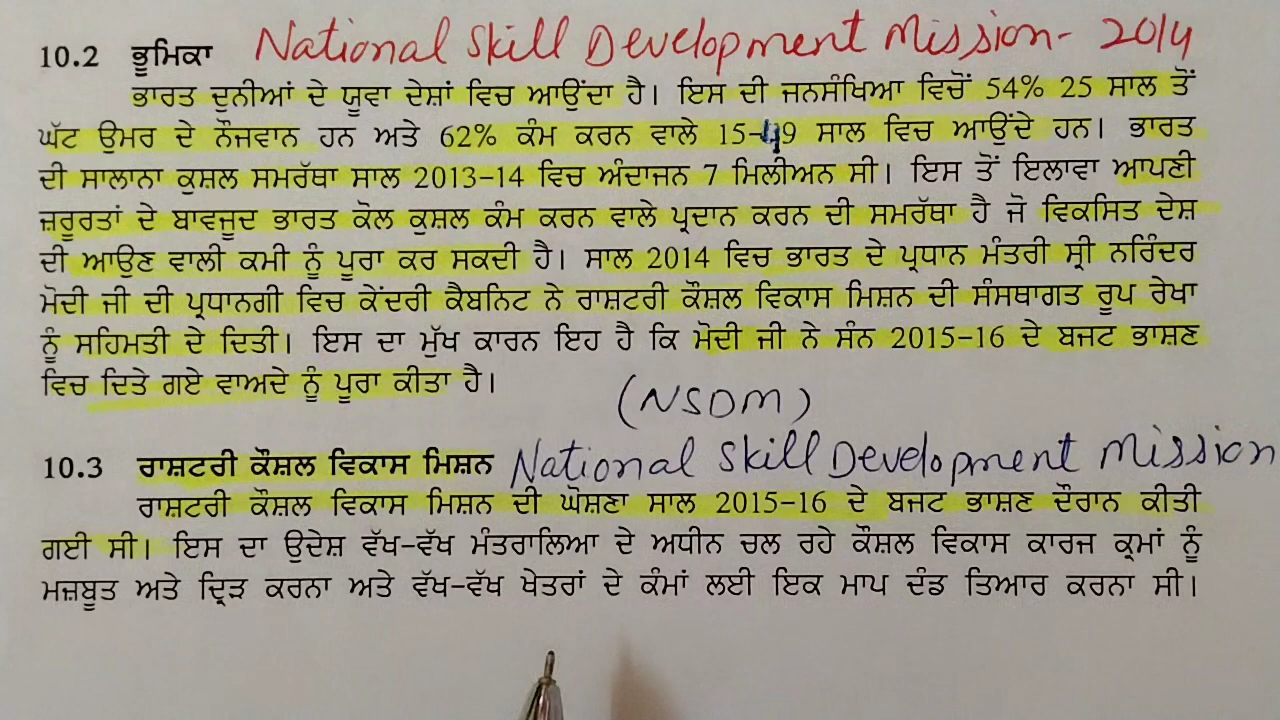 10.2 ਭੂਮਿਕਾ National Skill Development Mission- 2014
ਭਾਰਤ ਦੁਨੀਆਂ ਦੇ ਯੂਵਾ ਦੇਸ਼ਾਂ ਵਿਚ ਆਉਂਦਾ ਹੈ। ਇਸ ਦੀ ਜਨਸੰਖਿਆ ਵਿਚੋਂ 54% 25 ਸਾਲ ਤੋਂ
ਘੱਟ ਉਮਰ ਦੇ ਨੌਜਵਾਨ ਹਨ ਅਤੇ 62% ਕੰਮ ਕਰਨ ਵਾਲੇ 15-49 ਸਾਲ ਵਿਚ ਆਉਂਦੇ ਹਨ। ਭਾਰਤ
ਦੀ ਸਾਲਾਨਾ ਕੁਸ਼ਲ ਸਮਰੱਥਾ ਸਾਲ 2013-14 ਵਿਚ ਅੰਦਾਜਨ 7 ਮਿਲੀਅਨ ਸੀ। ਇਸ ਤੋਂ ਇਲਾਵਾ ਆਪਣੀ
ਜ਼ਰੂਰਤਾਂ ਦੇ ਬਾਵਜੂਦ ਭਾਰਤ ਕੋਲ ਕੁਸ਼ਲ ਕੰਮ ਕਰਨ ਵਾਲੇ ਪ੍ਰਦਾਨ ਕਰਨ ਦੀ ਸਮਰੱਥਾ ਹੈ ਜੋ ਵਿਕਸਿਤ ਦੇਸ਼
ਦੀ ਆਉਣ ਵਾਲੀ ਕਮੀ ਨੂੰ ਪੂਰਾ ਕਰ ਸਕਦੀ ਹੈ। ਸਾਲ 2014 ਵਿਚ ਭਾਰਤ ਦੇ ਪ੍ਰਧਾਨ ਮੰਤਰੀ ਸ੍ਰੀ ਨਰਿੰਦਰ
ਮੋਦੀ ਜੀ ਦੀ ਪ੍ਰਧਾਨਗੀ ਵਿਚ ਕੇਂਦਰੀ ਕੈਬਨਿਟ ਨੇ ਰਾਸ਼ਟਰੀ ਕੌਸ਼ਲ ਵਿਕਾਸ ਮਿਸ਼ਨ ਦੀ ਸੰਸਥਾਗਤ ਰੂਪ ਰੇਖਾ
ਨੂੰ ਸਹਿਮਤੀ ਦੇ ਦਿਤੀ। ਇਸ ਦਾ ਮੁੱਖ ਕਾਰਨ ਇਹ ਹੈ ਕਿ ਮੋਦੀ ਜੀ ਨੇ ਸੰਨ 2015-16 ਦੇ ਬਜਟ ਭਾਸ਼ਣ
ਵਿਚ ਦਿਤੇ ਗਏ ਵਾਅਦੇ ਨੂੰ ਪੂਰਾ ਕੀਤਾ ਹੈ।
(NSDM)
10.3 ਰਾਸ਼ਟਰੀ ਕੌਸ਼ਲ ਵਿਕਾਸ ਮਿਸ਼ਨ National Skill Development Mission
ਰਾਸ਼ਟਰੀ ਕੌਸ਼ਲ ਵਿਕਾਸ ਮਿਸ਼ਨ ਦੀ ਘੋਸ਼ਣਾ ਸਾਲ 2015-16 ਦੇ ਬਜਟ ਭਾਸ਼ਣ ਦੌਰਾਨ ਕੀਤੀ
ਗਈ ਸੀ। ਇਸ ਦਾ ਉਦੇਸ਼ ਵੱਖ-ਵੱਖ ਮੰਤਰਾਲਿਆ ਦੇ ਅਧੀਨ ਚਲ ਰਹੇ ਕੌਸ਼ਲ ਵਿਕਾਸ ਕਾਰਜ ਕ੍ਰਮਾਂ ਨੂੰ
ਮਜ਼ਬੂਤ ਅਤੇ ਦ੍ਰਿੜ ਕਰਨਾ ਅਤੇ ਵੱਖ-ਵੱਖ ਖੇਤਰਾਂ ਦੇ ਕੰਮਾਂ ਲਈ ਇਕ ਮਾਪ ਦੰਡ ਤਿਆਰ ਕਰਨਾ ਸੀ।